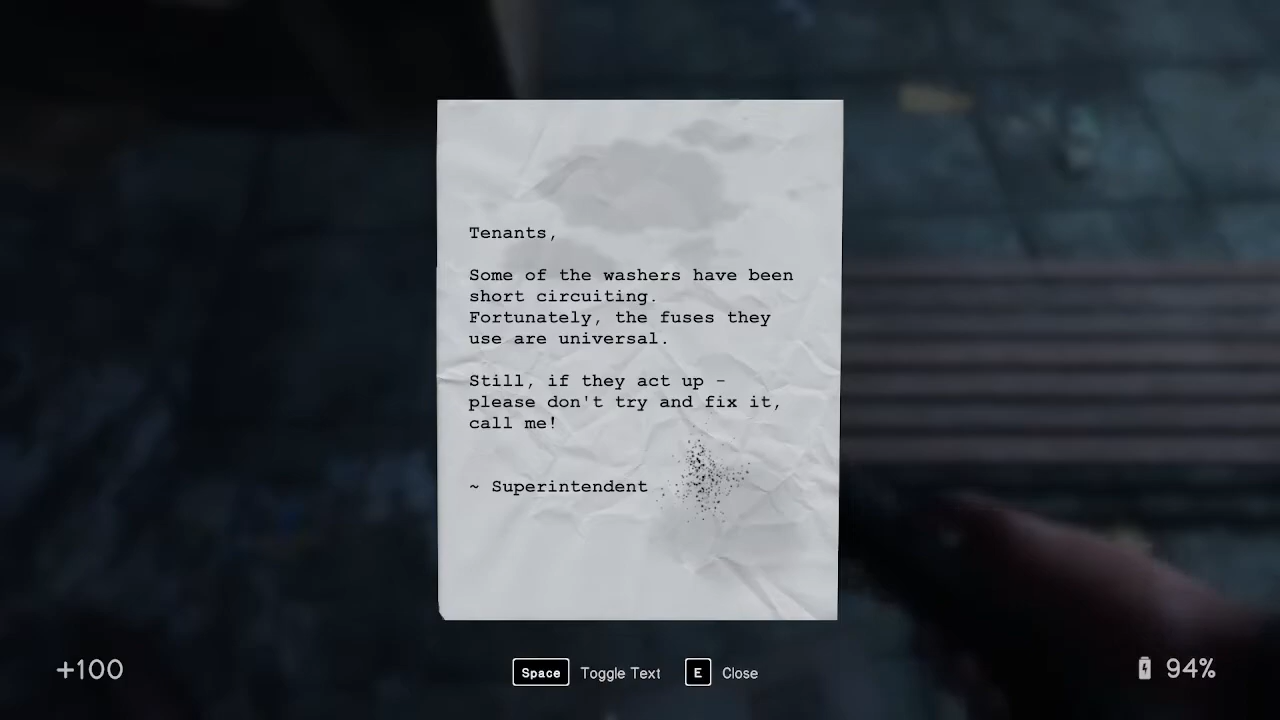 Tenants,
Some of the washers have been
short circuiting.
Fortunately, the fuses they
use are universal.
Still, if they act up -
please don't try and fix it,
call me!
~ Superintendent
+100
Space Toggle Text E Close
94%